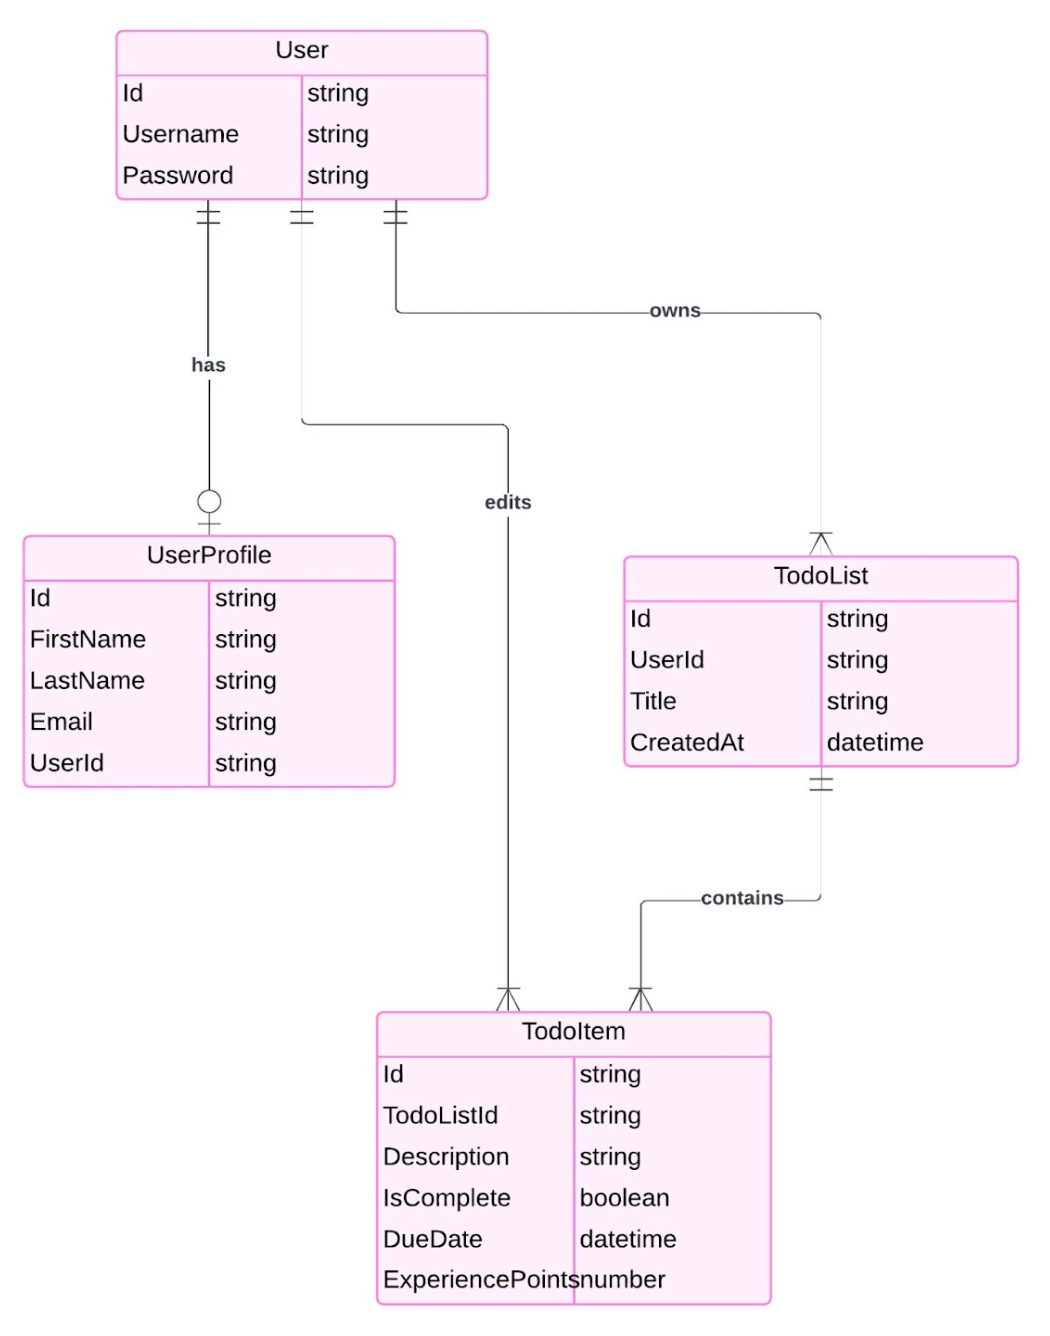 User
Id string
Username string
Password string
owns
has
edits
UserProfile
Id string
FirstName string
LastName string
Email string
UserId string
TodoList
Id string
UserId string
Title string
CreatedAt datetime
contains
TodoItem
Id string
TodoListId string
Description string
IsComplete boolean
DueDate datetime
ExperiencePoints number